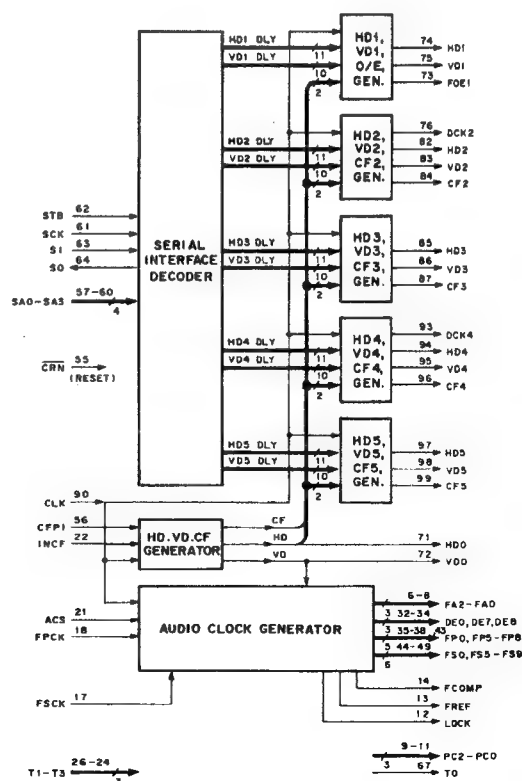 HD1 DLY
VD1 DLY
11
10
2
HD1,
VD1,
O/E,
GEN.
74 HD1
75 VD1
73 FOE1
HD2 DLY
VD2 DLY
11
10
2
HD2,
VD2,
CF2,
GEN.
76 DCK2
82 HD2
83 VD2
84 CF2
STB 62
SCK 61
SI 63
SO 64
SA0-SA3 57-60
4
CRN 55
(RESET)
SERIAL
INTERFACE
DECODER
HD3 DLY
VD3 DLY
11
10
2
HD3,
VD3,
CF3,
GEN.
85 HD3
86 VD3
87 CF3
HD4 DLY
VD4 DLY
11
10
2
HD4,
VD4,
CF4,
GEN.
93 DCK4
94 HD4
95 VD4
96 CF4
HD5 DLY
VD5 DLY
11
10
2
HD5,
VD5,
CF5,
GEN.
97 HD5
98 VD5
99 CF5
CLK 90
CFPI 56
INCF 22
HD.VD.CF
GENERATOR
CF
HD
VD
71 HDO
72 VDO
ACS 21
FPCK 18
AUDIO CLOCK GENERATOR
6-8 FA2-FA0
3 32-34 DE0,DE7,DE8
3 35-38,43 FP0,FP5-FP8
5 44-49 FS0,FS5-FS9
6
FSCK 17
14 FCOMP
13 FREF
12 LOCK
T1-T3 26-24
3
9-11 PC2-PC0
3 67 TO